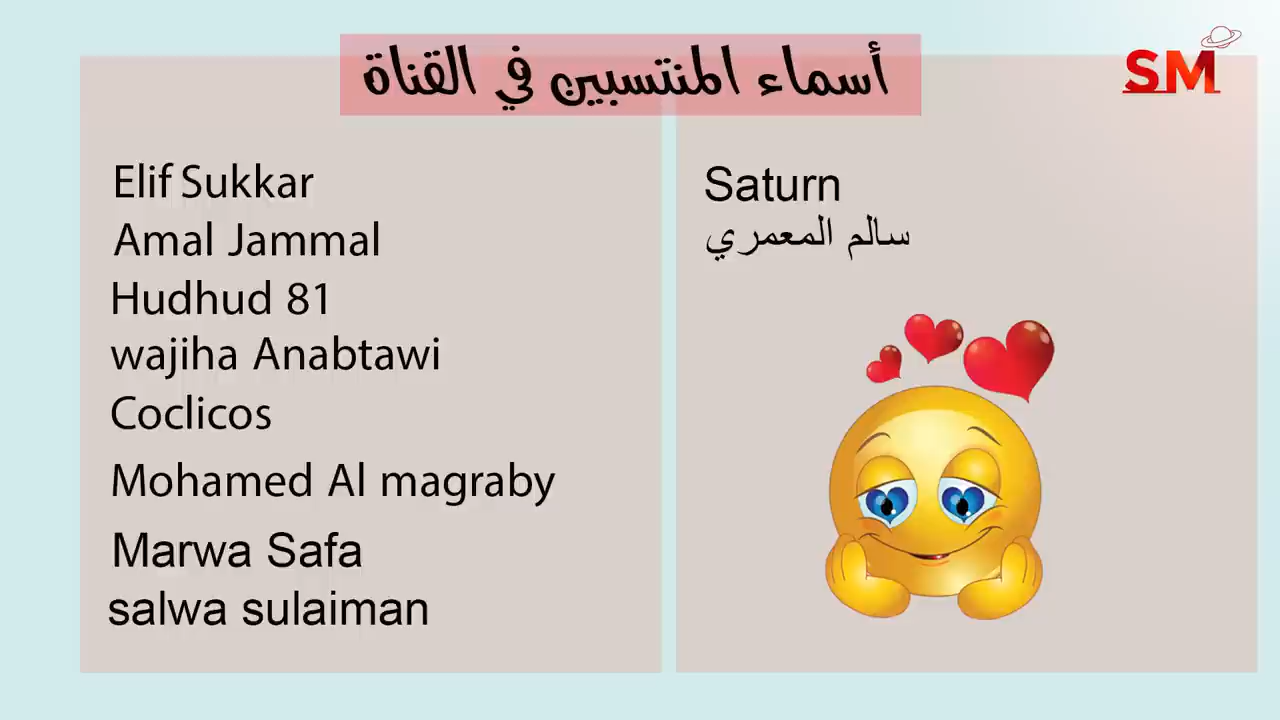 أسماء المنتسبين في القناة
SM
Elif Sukkar
Amal Jammal
Hudhud 81
wajiha Anabtawi
Coclicos
Mohamed Al magraby
Marwa Safa
salwa sulaiman
Saturn
سالم المعمري